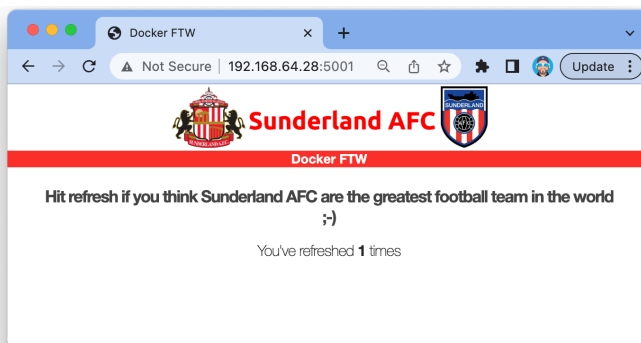 Docker FTW
Not Secure 192.168.64.28:5001 Update
Sunderland AFC SUNDERLAND
Docker FTW
Hit refresh if you think Sunderland AFC are the greatest football team in the world
;-)
You've refreshed 1 times